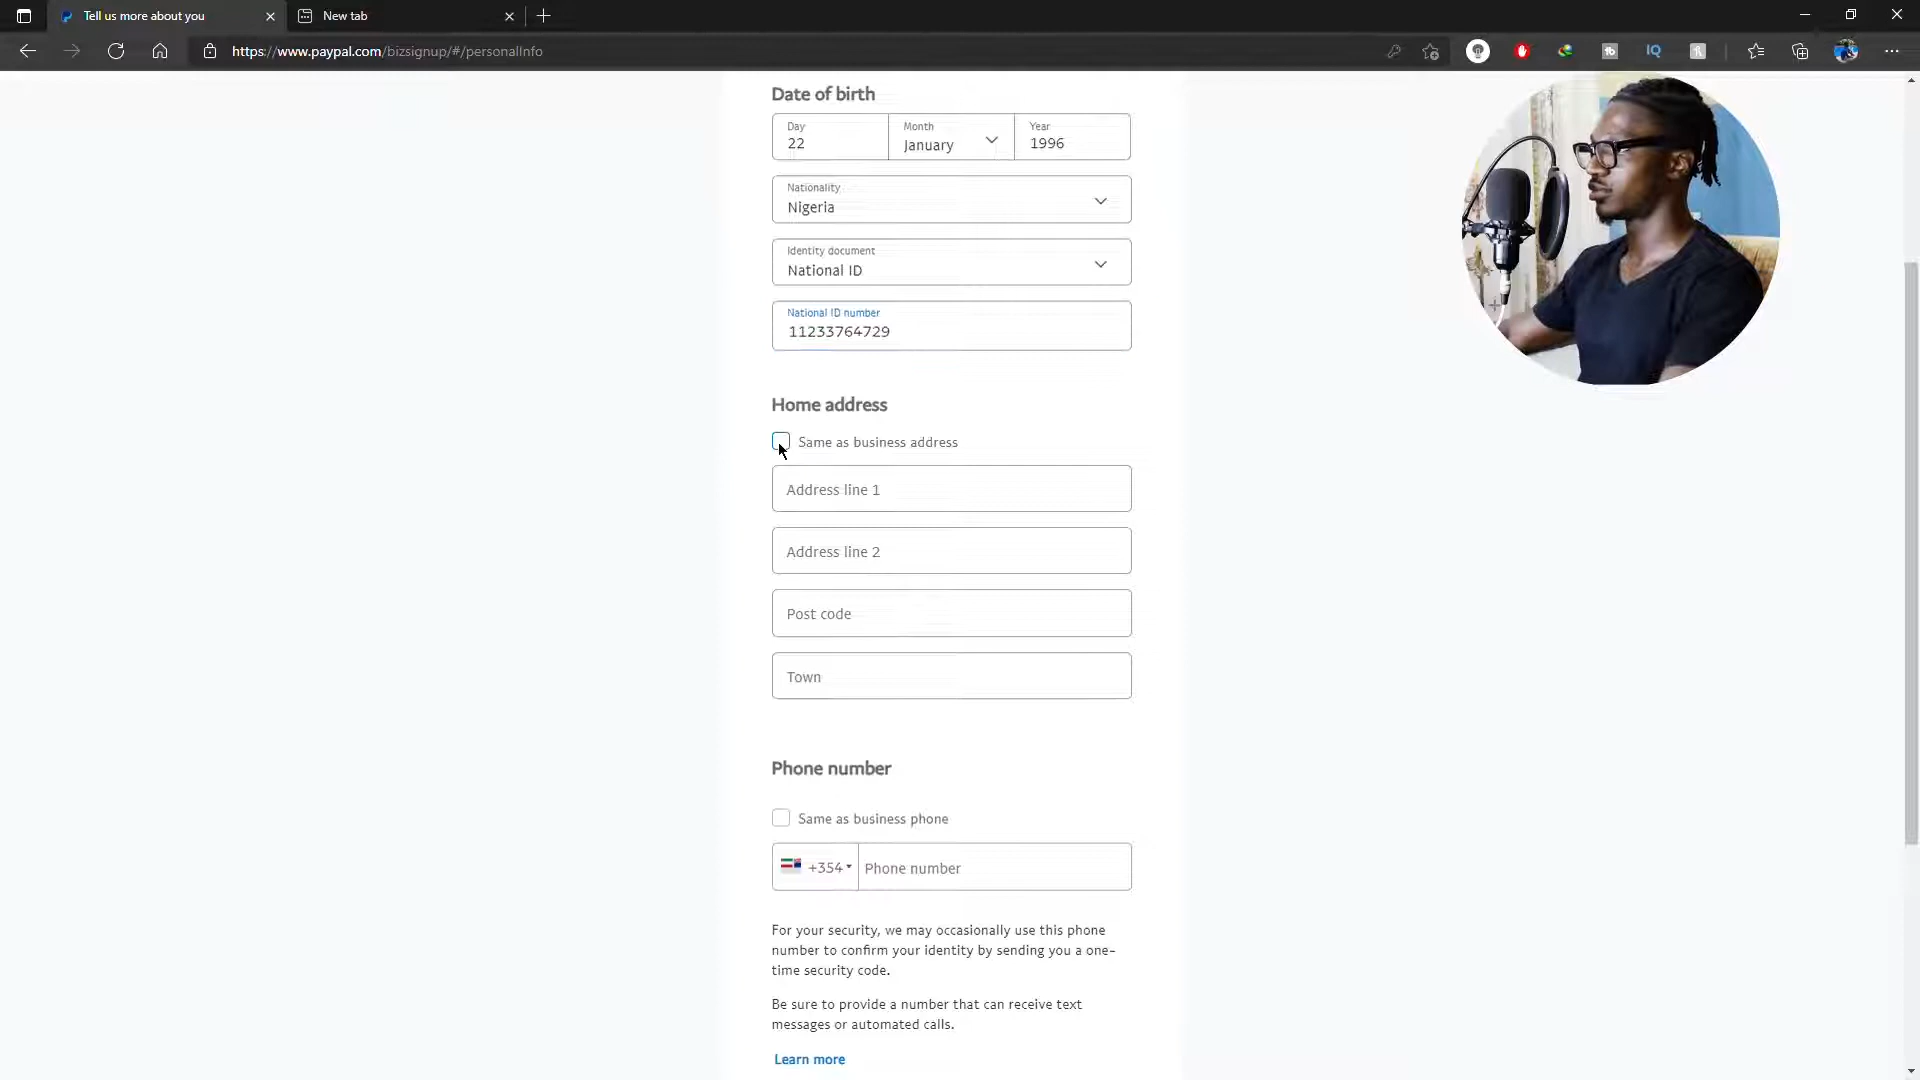 Tell us more about you
New tab
https://www.paypal.com/bizsignup/#/personalInfo
IQ
Date of birth
Day
22
Month
January
Year
1996
Nationality
Nigeria
Identity document
National ID
National ID number
11233764729
Home address
Same as business address
Address line 1
Address line 2
Post code
Town
Phone number
Same as business phone
+354
Phone number
For your security, we may occasionally use this phone
number to confirm your identity by sending you a one-
time security code.
Be sure to provide a number that can receive text
messages or automated calls.
Learn more